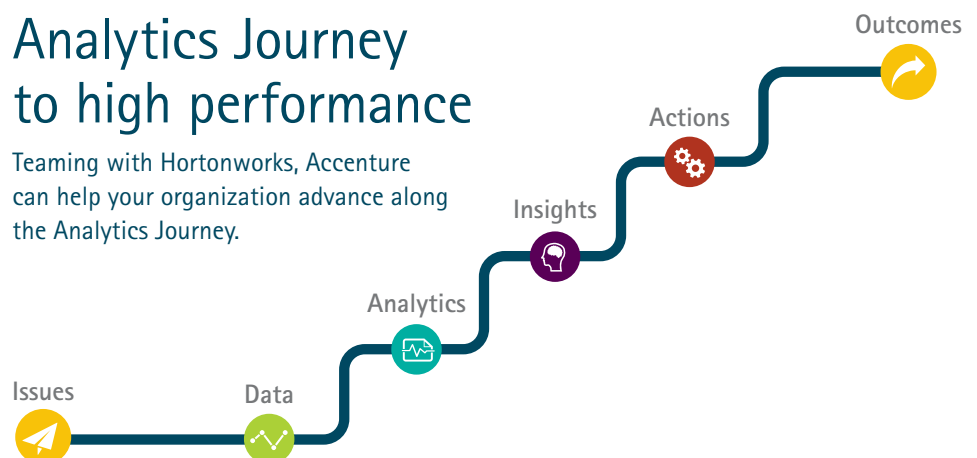 Analytics Journey
to high performance
Teaming with Hortonworks, Accenture
can help your organization advance along
the Analytics Journey.
Issues
Data
Analytics
Insights
Actions
Outcomes